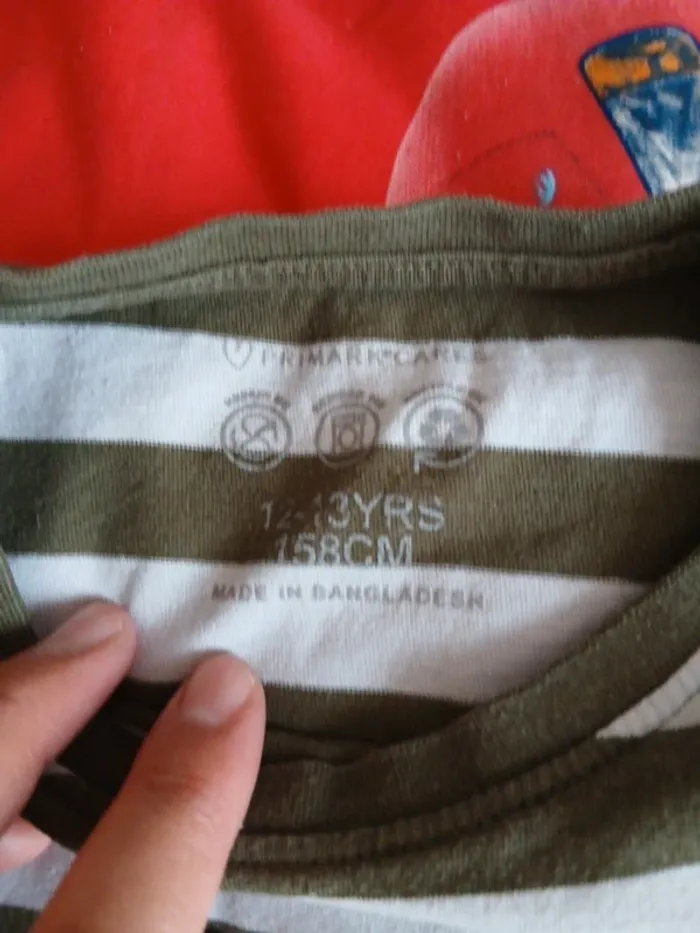 PRIMARK CARES
12-13YRS
158CM
MADE IN BANGLADESH